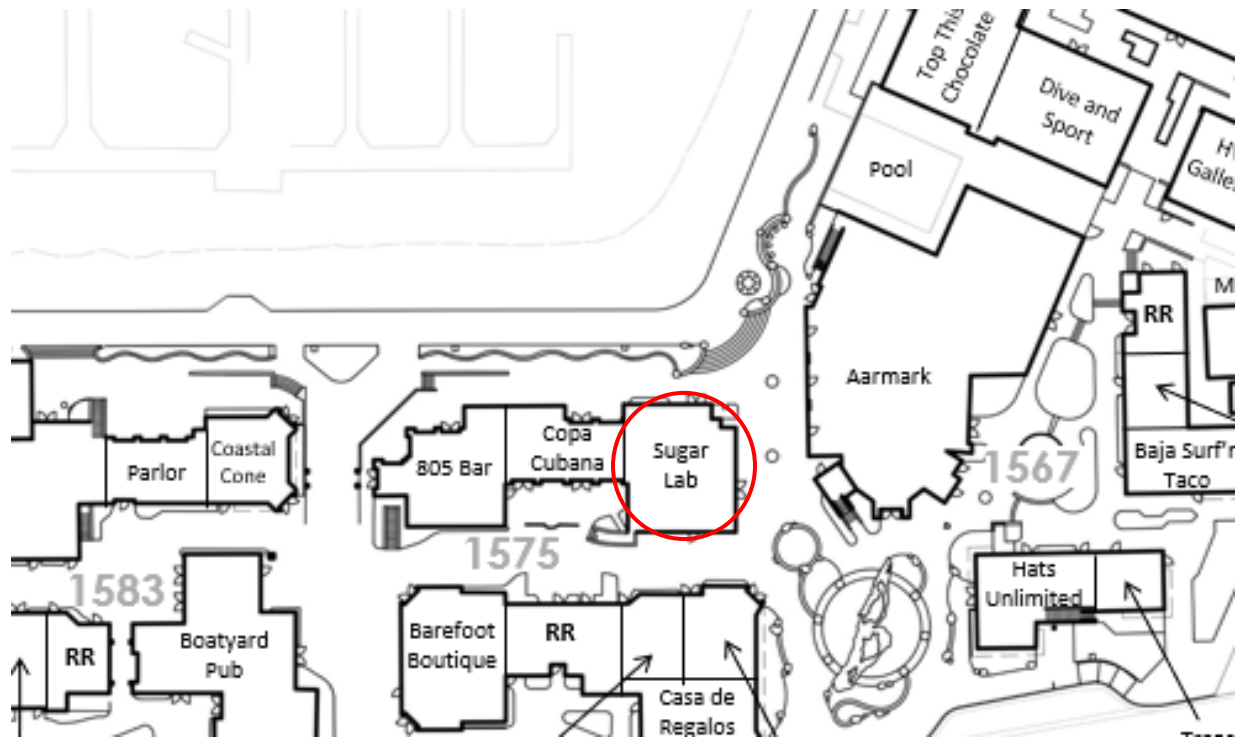 Top This
Chocolate
Dive and
Sport
Pool
Aarmark
RR
Baja Surf'n
Taco
1567
Hats
Unlimited
Sugar
Lab
Copa
Cubana
805 Bar
1575
Coastal
Cone
Parlor
1583
Boatyard
Pub
RR
Barefoot
Boutique
RR
Casa de
Regalos